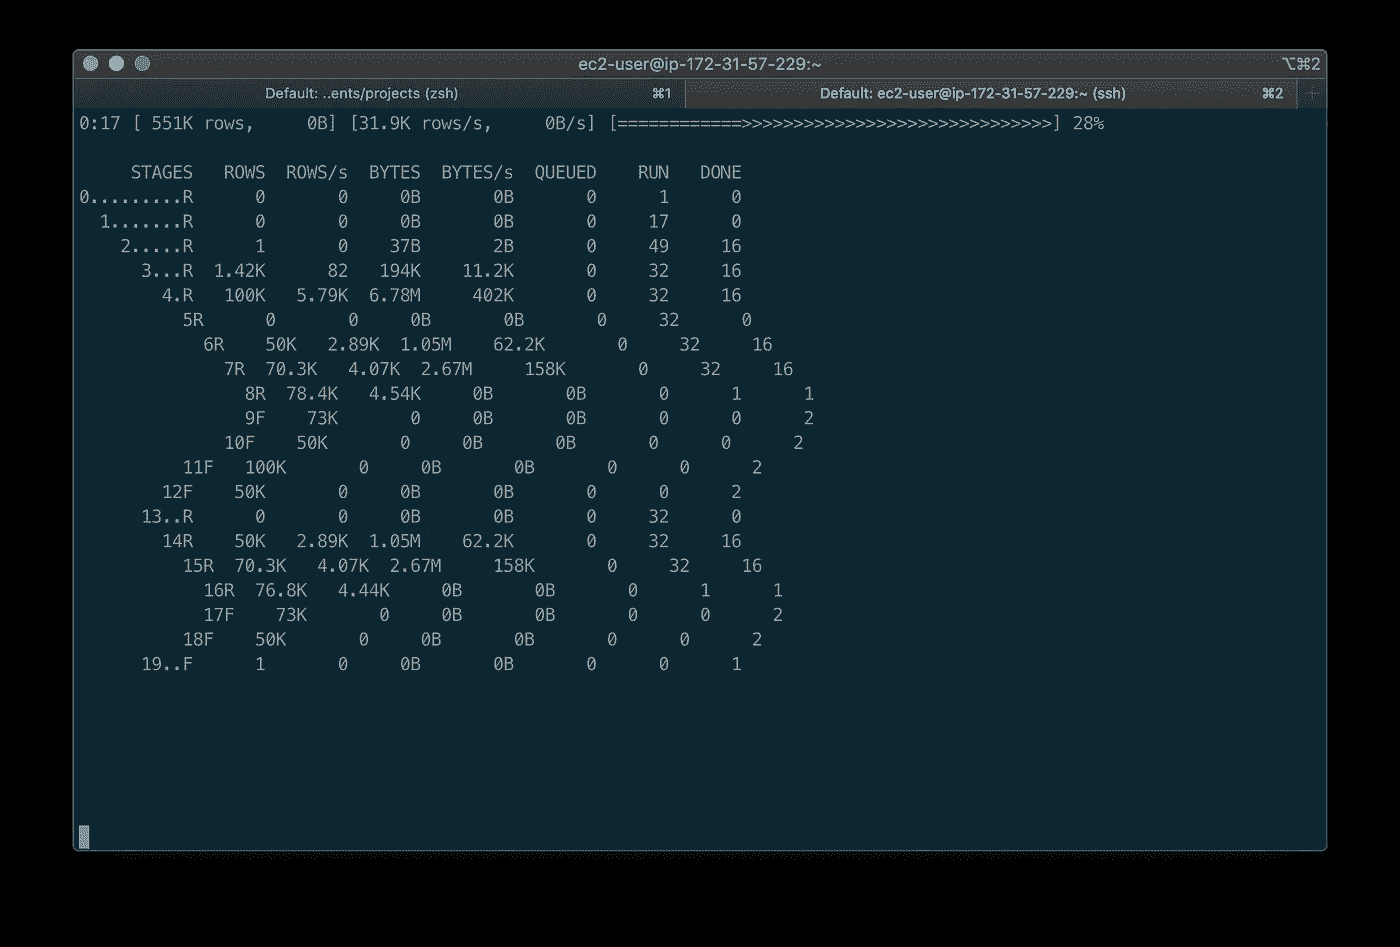 ec2-user@ip-172-31-57-229:~ ⌥⌘2
Default: ..ents/projects (zsh) ⌘1 Default: ec2-user@ip-172-31-57-229:~ (ssh) ⌘2 +
0:17 [ 551K rows,     0B] [31.9K rows/s,     0B/s] [============>>>>>>>>>>>>>>>>>>>>>>>>>>>>>>] 28%
     STAGES   ROWS  ROWS/s  BYTES  BYTES/s  QUEUED    RUN   DONE
0.........R      0       0     0B       0B       0      1      0
  1.......R      0       0     0B       0B       0     17      0
    2.....R      1       0    37B       2B       0     49     16
      3...R  1.42K      82   194K    11.2K       0     32     16
        4.R   100K   5.79K  6.78M     402K       0     32     16
          5R      0       0     0B       0B       0     32      0
            6R    50K   2.89K  1.05M    62.2K       0     32     16
              7R  70.3K   4.07K  2.67M     158K       0     32     16
                8R  78.4K   4.54K     0B       0B       0      1      1
                9F    73K       0     0B       0B       0      0      2
              10F    50K       0     0B       0B       0      0      2
          11F   100K       0     0B       0B       0      0      2
        12F    50K       0     0B       0B       0      0      2
      13..R      0       0     0B       0B       0     32      0
        14R    50K   2.89K  1.05M    62.2K       0     32     16
          15R  70.3K   4.07K  2.67M     158K       0     32     16
            16R  76.8K   4.44K     0B       0B       0      1      1
            17F    73K       0     0B       0B       0      0      2
          18F    50K       0     0B       0B       0      0      2
      19..F      1       0     0B       0B       0      0      1